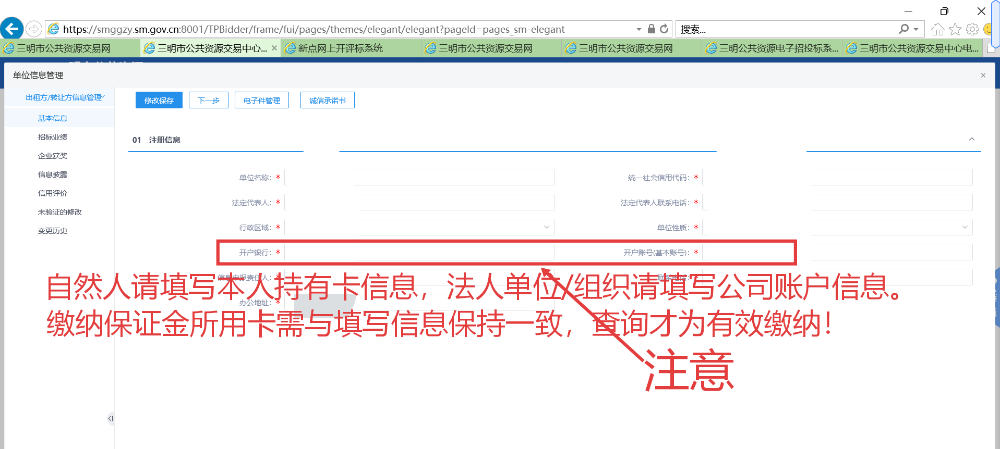 https://smggzy.sm.gov.cn:8001/TPBidder/frame/fui/pages/themes/elegant/elegant?pageId=pages_sm-elegant
搜索...
三明市公共资源交易网
三明市公共资源交易中心...
新点网上开评标系统
三明市公共资源交易网
三明市公共资源交易网
三明公共资源电子招投标系...
三明市公共资源交易中心电...
单位信息管理
出租方/转让方信息管理
修改保存
下一步
电子件管理
诚信承诺书
基本信息
招标业绩
企业获奖
信息披露
信用评价
未验证的修改
变更历史
01 注册信息
单位名称：*
统一社会信用代码：*
法定代表人：*
法定代表人联系电话：*
行政区域：*
单位性质：*
开户银行：*
开户账号(基本账号)：*
信息申报责任人：*
联系电话：*
办公地址：*
自然人请填写本人持有卡信息，法人单位/组织请填写公司账户信息。
缴纳保证金所用卡需与填写信息保持一致，查询才为有效缴纳！
注意